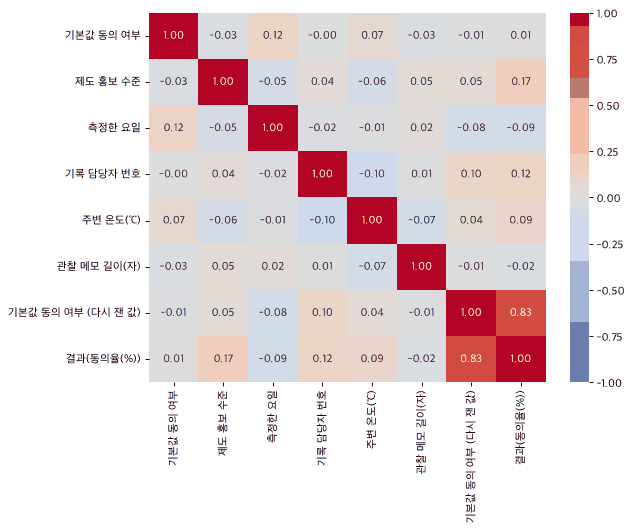 기본값 동의 여부 1.00 -0.03 0.12 -0.00 0.07 -0.03 -0.01 0.01
제도 홍보 수준 -0.03 1.00 -0.05 0.04 -0.06 0.05 0.05 0.17
측정한 요일 0.12 -0.05 1.00 -0.02 -0.01 0.02 -0.08 -0.09
기록 담당자 번호 -0.00 0.04 -0.02 1.00 -0.10 0.01 0.10 0.12
주변 온도(℃) 0.07 -0.06 -0.01 -0.10 1.00 -0.07 0.04 0.09
관찰 메모 길이(자) -0.03 0.05 0.02 0.01 -0.07 1.00 -0.01 -0.02
기본값 동의 여부 (다시 잰 값) -0.01 0.05 -0.08 0.10 0.04 -0.01 1.00 0.83
결과(동의율(%)) 0.01 0.17 -0.09 0.12 0.09 -0.02 0.83 1.00
기본값 동의 여부
제도 홍보 수준
측정한 요일
기록 담당자 번호
주변 온도(℃)
관찰 메모 길이(자)
기본값 동의 여부 (다시 잰 값)
결과(동의율(%))
1.00
0.75
0.50
0.25
0.00
-0.25
-0.50
-0.75
-1.00